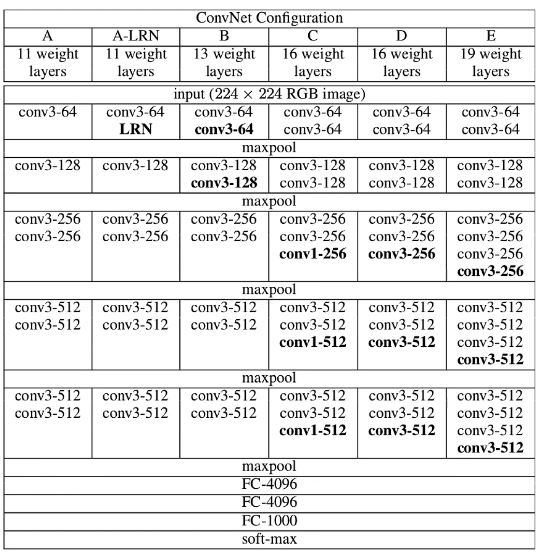 ConvNet Configuration
A A-LRN B C D E
11 weight 11 weight 13 weight 16 weight 16 weight 19 weight
layers layers layers layers layers layers
input (224 × 224 RGB image)
conv3-64 conv3-64 conv3-64 conv3-64 conv3-64 conv3-64
LRN conv3-64 conv3-64 conv3-64 conv3-64
maxpool
conv3-128 conv3-128 conv3-128 conv3-128 conv3-128 conv3-128
conv3-128 conv3-128 conv3-128 conv3-128
maxpool
conv3-256 conv3-256 conv3-256 conv3-256 conv3-256 conv3-256
conv3-256 conv3-256 conv3-256 conv3-256 conv3-256 conv3-256
conv1-256 conv3-256 conv3-256
conv3-256
maxpool
conv3-512 conv3-512 conv3-512 conv3-512 conv3-512 conv3-512
conv3-512 conv3-512 conv3-512 conv3-512 conv3-512 conv3-512
conv1-512 conv3-512 conv3-512
conv3-512
maxpool
conv3-512 conv3-512 conv3-512 conv3-512 conv3-512 conv3-512
conv3-512 conv3-512 conv3-512 conv3-512 conv3-512 conv3-512
conv1-512 conv3-512 conv3-512
conv3-512
maxpool
FC-4096
FC-4096
FC-1000
soft-max